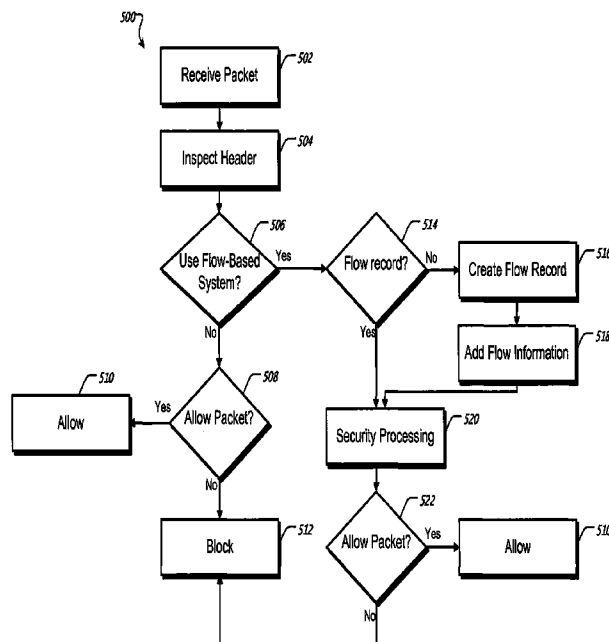 500
Receive Packet
502
Inspect Header
504
Use Flow-Based
System?
506
Yes
No
Flow record?
514
No
Yes
Create Flow Record
516
Add Flow Information
518
Allow Packet?
508
Yes
No
Allow
510
Security Processing
520
Block
512
Allow Packet?
522
Yes
No
Allow
510